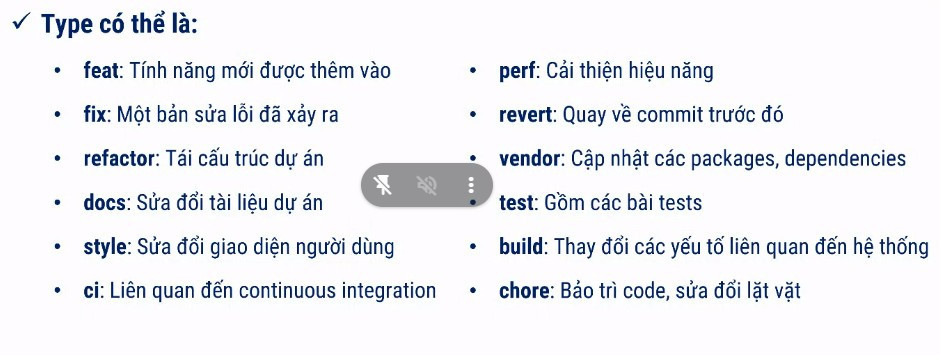 ✓ Type có thể là:
• feat: Tính năng mới được thêm vào
• fix: Một bản sửa lỗi đã xảy ra
• refactor: Tái cấu trúc dự án
• docs: Sửa đổi tài liệu dự án
• style: Sửa đổi giao diện người dùng
• ci: Liên quan đến continuous integration
• perf: Cải thiện hiệu năng
• revert: Quay về commit trước đó
• vendor: Cập nhật các packages, dependencies
• test: Gồm các bài tests
• build: Thay đổi các yếu tố liên quan đến hệ thống
• chore: Bảo trì code, sửa đổi lặt vặt